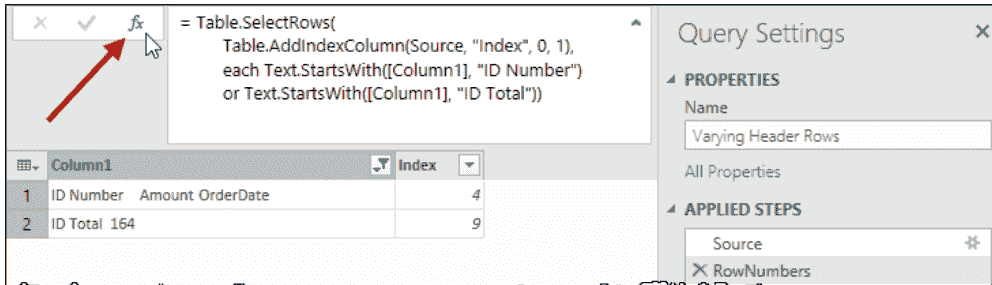 fx
= Table.SelectRows(
Table.AddIndexColumn(Source, "Index", 0, 1),
each Text.StartsWith([Column1], "ID Number")
or Text.StartsWith([Column1], "ID Total"))
Query Settings
PROPERTIES
Name
Varying Header Rows
All Properties
APPLIED STEPS
Source
RowNumbers
Column1 Index
1 ID Number Amount OrderDate 4
2 ID Total 164 9